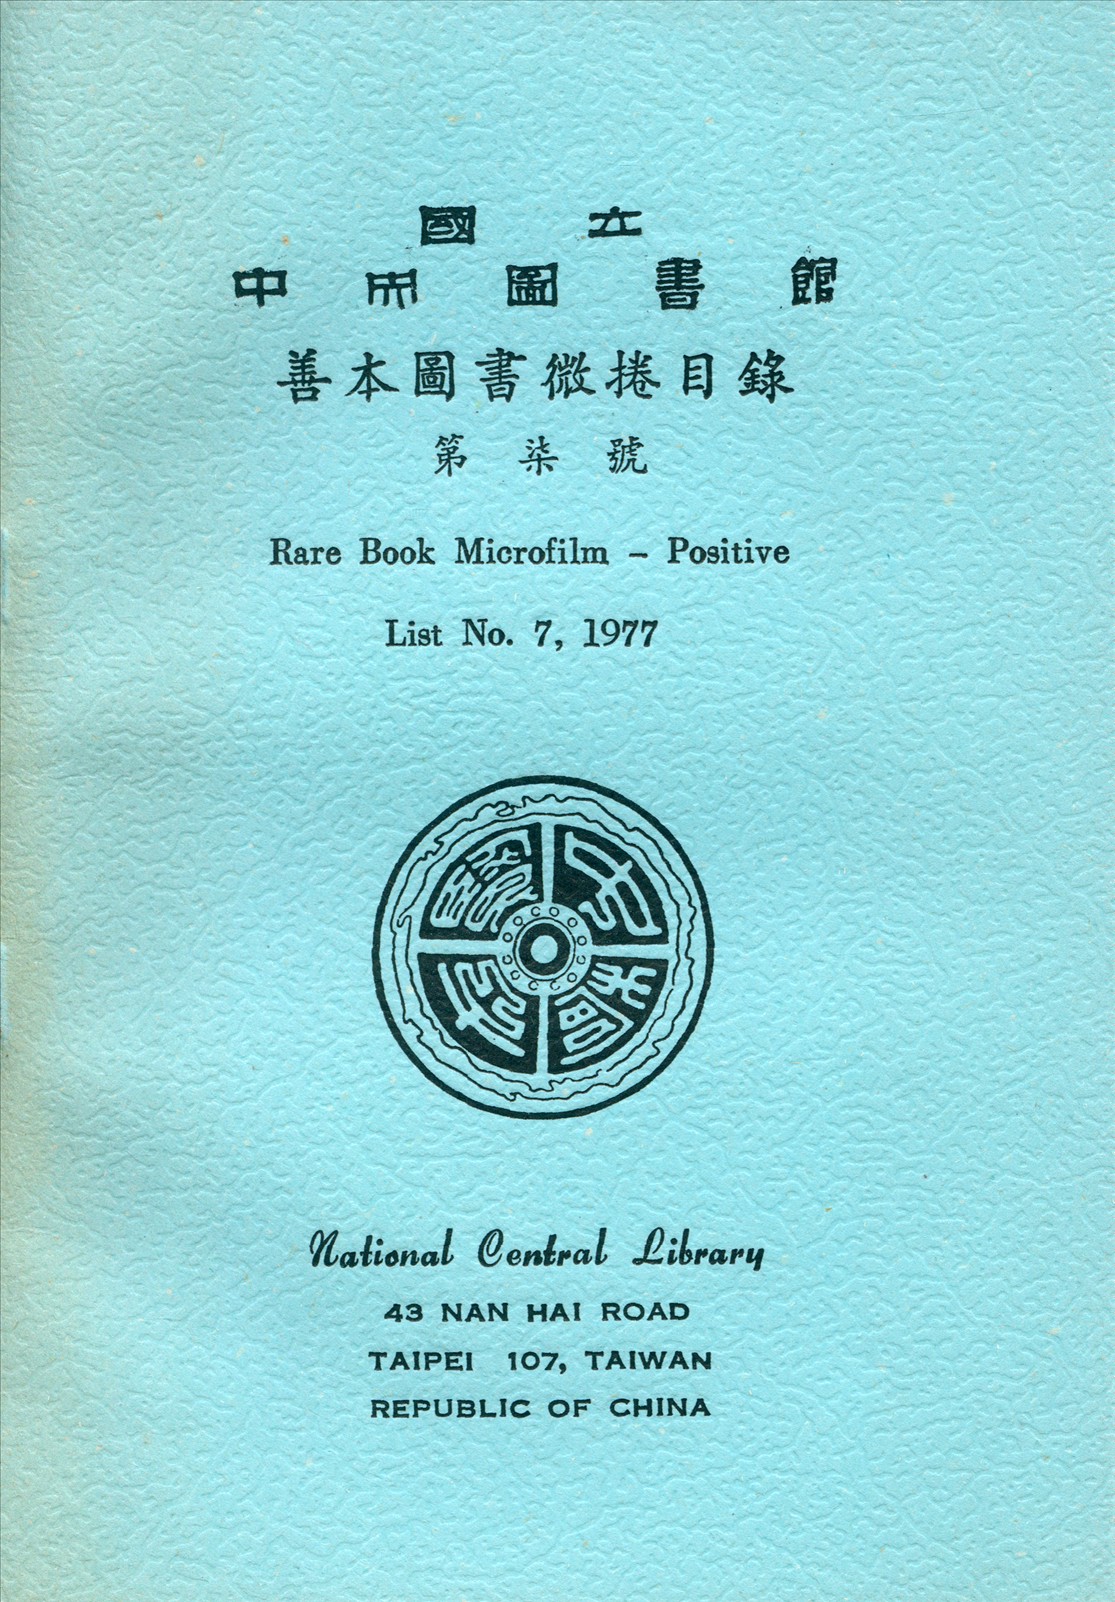 國立
中央圖書館
善本圖書微捲目錄
第柒號
Rare Book Microfilm – Positive
List No. 7, 1977
National Central Library
43 NAN HAI ROAD
TAIPEI 107, TAIWAN
REPUBLIC OF CHINA